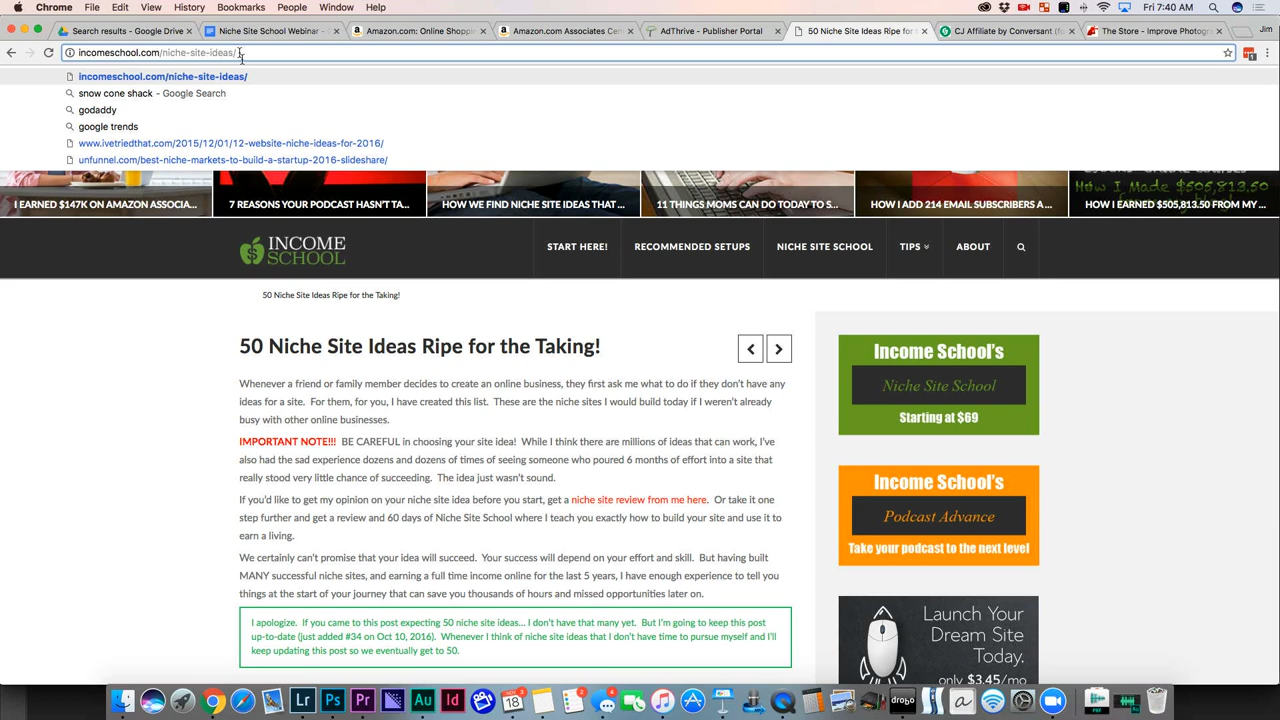 Chrome File Edit View History Bookmarks People Window Help Fri 7:40 AM
Search results - Google Drive Niche Site School Webinar - Amazon.com: Online Shoppi Amazon.com Associates Cen AdThrive - Publisher Portal 50 Niche Site Ideas Ripe for CJ Affiliate by Conversant (for The Store - Improve Photogra Jim
incomeschool.com/niche-site-ideas/
incomeschool.com/niche-site-ideas/
snow cone shack - Google Search
godaddy
google trends
www.ivetriedthat.com/2015/12/01/12-website-niche-ideas-for-2016/
unfunnel.com/best-niche-markets-to-build-a-startup-2016-slideshare/
I EARNED $147K ON AMAZON ASSOCIA... 7 REASONS YOUR PODCAST HASN'T TA... HOW WE FIND NICHE SITE IDEAS THAT ... 11 THINGS MOMS CAN DO TODAY TO S... HOW I ADD 214 EMAIL SUBSCRIBERS A ... HOW I EARNED $505,813.50 FROM MY ...
How I Made $505,813.50
INCOME SCHOOL START HERE! RECOMMENDED SETUPS NICHE SITE SCHOOL TIPS ABOUT
50 Niche Site Ideas Ripe for the Taking!
50 Niche Site Ideas Ripe for the Taking!
Whenever a friend or family member decides to create an online business, they first ask me what to do if they don't have any
ideas for a site. For them, for you, I have created this list. These are the niche sites I would build today if I weren't already
busy with other online businesses.
IMPORTANT NOTE!!! BE CAREFUL in choosing your site idea! While I think there are millions of ideas that can work, I've
also had the sad experience dozens and dozens of times of seeing someone who poured 6 months of effort into a site that
really stood very little chance of succeeding. The idea just wasn't sound.
If you'd like to get my opinion on your niche site idea before you start, get a niche site review from me here. Or take it one
step further and get a review and 60 days of Niche Site School where I teach you exactly how to build your site and use it to
earn a living.
We certainly can't promise that your idea will succeed. Your success will depend on your effort and skill. But having built
MANY successful niche sites, and earning a full time income online for the last 5 years, I have enough experience to tell you
things at the start of your journey that can save you thousands of hours and missed opportunities later on.
I apologize. If you came to this post expecting 50 niche site ideas... I don't have that many yet. But I'm going to keep this post
up-to-date (just added #34 on Oct 10, 2016). Whenever I think of niche site ideas that I don't have time to pursue myself and I'll
keep updating this post so we eventually get to 50.
Income School's
Niche Site School
Starting at $69
Income School's
Podcast Advance
Take your podcast to the next level
Launch Your
Dream Site
Today.
only $3.45/mo
Lr Ps Pr Au Id NOV 18 3 2 4 drobo a